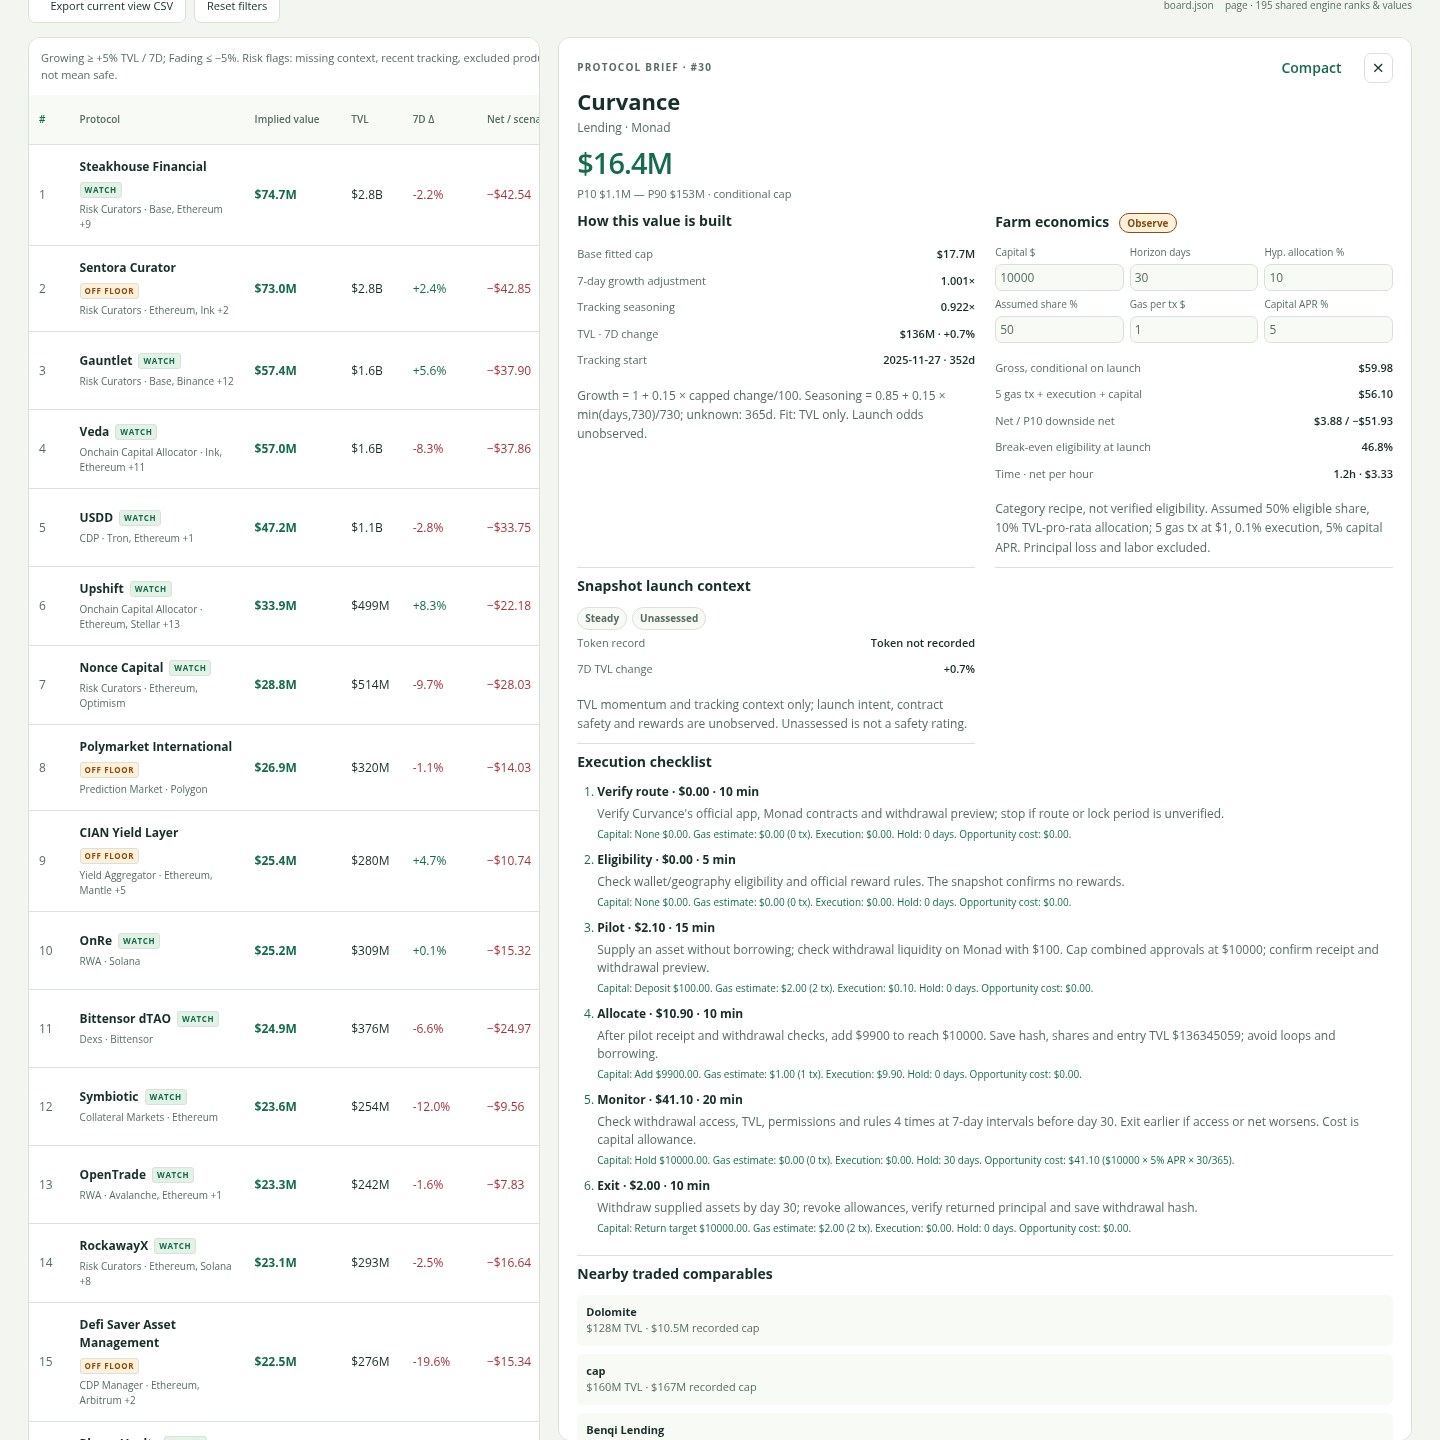 Export current view CSV
Reset filters
board.json page · 195 shared engine ranks & values
Growing ≥ +5% TVL / 7D; Fading ≤ −5%. Risk flags: missing context, recent tracking, excluded
not mean safe.
# Protocol Implied value TVL 7D Δ Net /
1 Steakhouse Financial WATCH $74.7M $2.8B -2.2% −$42.54
Risk Curators · Base, Ethereum
+9
2 Sentora Curator OFF FLOOR $73.0M $2.8B +2.4% −$42.85
Risk Curators · Ethereum, Ink +2
3 Gauntlet WATCH $57.4M $1.6B +5.6% −$37.90
Risk Curators · Base, Binance +12
4 Veda WATCH $57.0M $1.6B -8.3% −$37.86
Onchain Capital Allocator · Ink,
Ethereum +11
5 USDD WATCH $47.2M $1.1B -2.8% −$33.75
CDP · Tron, Ethereum +1
6 Upshift WATCH $33.9M $499M +8.3% −$22.18
Onchain Capital Allocator ·
Ethereum, Stellar +13
7 Nonce Capital WATCH $28.8M $514M -9.7% −$28.03
Risk Curators · Ethereum,
Optimism
8 Polymarket International OFF FLOOR $26.9M $320M -1.1% −$14.03
Prediction Market · Polygon
9 CIAN Yield Layer OFF FLOOR $25.4M $280M +4.7% −$10.74
Yield Aggregator · Ethereum,
Mantle +5
10 OnRe WATCH $25.2M $309M +0.1% −$15.32
RWA · Solana
11 Bittensor dTAO WATCH $24.9M $376M -6.6% −$24.97
Dexs · Bittensor
12 Symbiotic WATCH $23.6M $254M -12.0% −$9.56
Collateral Markets · Ethereum
13 OpenTrade WATCH $23.3M $242M -1.6% −$7.83
RWA · Avalanche, Ethereum +1
14 RockawayX WATCH $23.1M $293M -2.5% −$16.64
Risk Curators · Ethereum, Solana
+8
15 Defi Saver Asset
Management OFF FLOOR $22.5M $276M -19.6% −$15.34
CDP Manager · Ethereum,
Arbitrum +2
PROTOCOL BRIEF · #30
Compact ×
Curvance
Lending · Monad
$16.4M
P10 $1.1M — P90 $153M · conditional cap
How this value is built
Base fitted cap $17.7M
7-day growth adjustment 1.001×
Tracking seasoning 0.922×
TVL · 7D change $136M · +0.7%
Tracking start 2025-11-27 · 352d
Growth = 1 + 0.15 × capped change/100. Seasoning = 0.85 + 0.15 ×
min(days,730)/730; unknown: 365d. Fit: TVL only. Launch odds
unobserved.
Farm economics Observe
Capital $ Horizon days Hyp. allocation %
10000 30 10
Assumed share % Gas per tx $ Capital APR %
50 1 5
Gross, conditional on launch $59.98
5 gas tx + execution + capital $56.10
Net / P10 downside net $3.88 / −$51.93
Break-even eligibility at launch 46.8%
Time · net per hour 1.2h · $3.33
Category recipe, not verified eligibility. Assumed 50% eligible share,
10% TVL-pro-rata allocation; 5 gas tx at $1, 0.1% execution, 5% capital
APR. Principal loss and labor excluded.
Snapshot launch context
Steady Unassessed
Token record Token not recorded
7D TVL change +0.7%
TVL momentum and tracking context only; launch intent, contract
safety and rewards are unobserved. Unassessed is not a safety rating.
Execution checklist
1. Verify route · $0.00 · 10 min
Verify Curvance's official app, Monad contracts and withdrawal preview; stop if route or lock period is unverified.
Capital: None $0.00. Gas estimate: $0.00 (0 tx). Execution: $0.00. Hold: 0 days. Opportunity cost: $0.00.
2. Eligibility · $0.00 · 5 min
Check wallet/geography eligibility and official reward rules. The snapshot confirms no rewards.
Capital: None $0.00. Gas estimate: $0.00 (0 tx). Execution: $0.00. Hold: 0 days. Opportunity cost: $0.00.
3. Pilot · $2.10 · 15 min
Supply an asset without borrowing; check withdrawal liquidity on Monad with $100. Cap combined approvals at $10000; confirm receipt and
withdrawal preview.
Capital: Deposit $100.00. Gas estimate: $2.00 (2 tx). Execution: $0.10. Hold: 0 days. Opportunity cost: $0.00.
4. Allocate · $10.90 · 10 min
After pilot receipt and withdrawal checks, add $9900 to reach $10000. Save hash, shares and entry TVL $136345059; avoid loops and
borrowing.
Capital: Add $9900.00. Gas estimate: $1.00 (1 tx). Execution: $9.90. Hold: 0 days. Opportunity cost: $0.00.
5. Monitor · $41.10 · 20 min
Check withdrawal access, TVL, permissions and rules 4 times at 7-day intervals before day 30. Exit earlier if access or net worsens. Cost is
capital allowance.
Capital: Hold $10000.00. Gas estimate: $0.00 (0 tx). Execution: $0.00. Hold: 30 days. Opportunity cost: $41.10 ($10000 × 5% APR × 30/365).
6. Exit · $2.00 · 10 min
Withdraw supplied assets by day 30; revoke allowances, verify returned principal and save withdrawal hash.
Capital: Return target $10000.00. Gas estimate: $2.00 (2 tx). Execution: $0.00. Hold: 0 days. Opportunity cost: $0.00.
Nearby traded comparables
Dolomite
$128M TVL · $10.5M recorded cap
cap
$160M TVL · $167M recorded cap
Benqi Lending